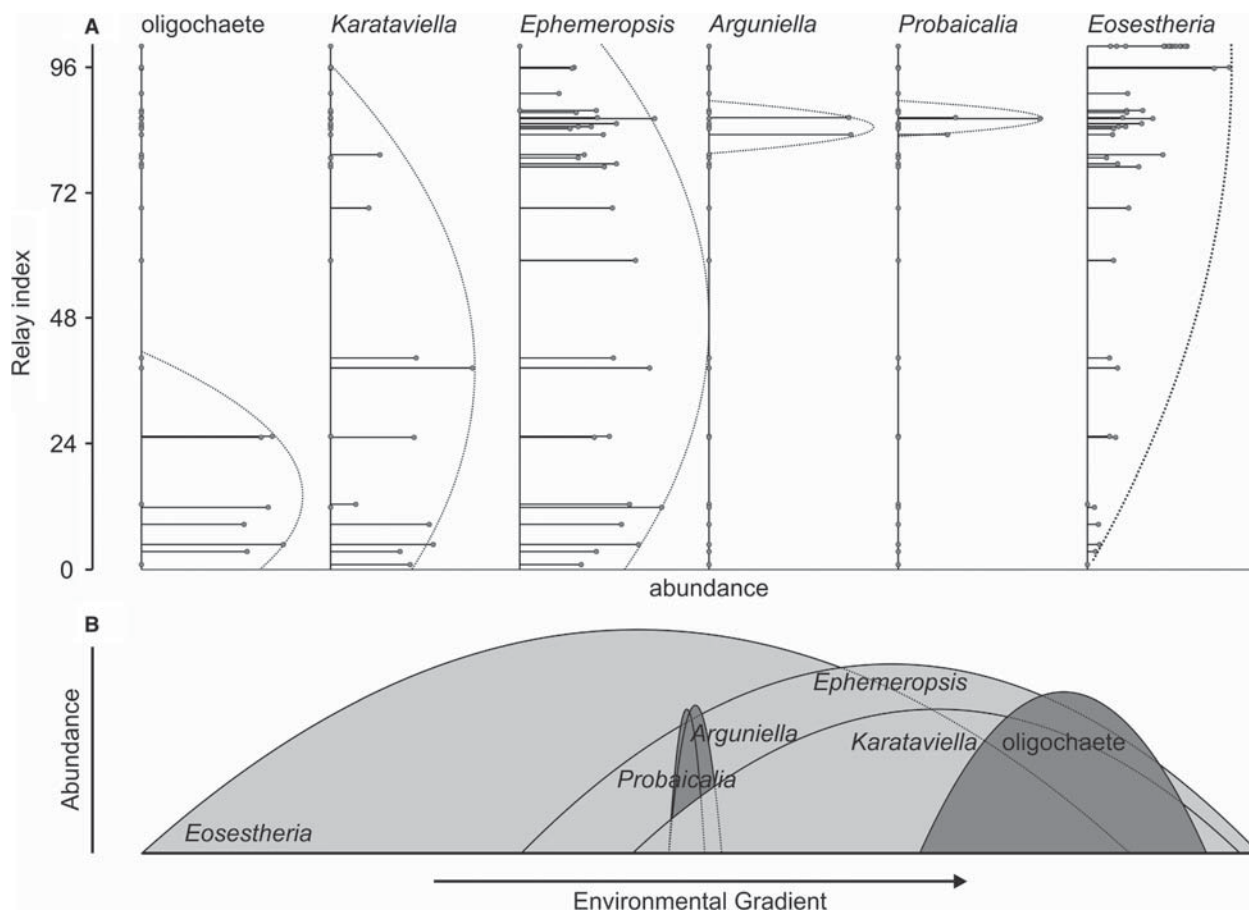 A
oligochaete Karataviella Ephemeropsis Arguniella Probaicalia Eosestheria
96
72
48
24
0
Relay index
abundance
B
Abundance
Ephemeropsis
Arguniella
Karataviella oligochaete
Probaicalia
Eosestheria
Environmental Gradient